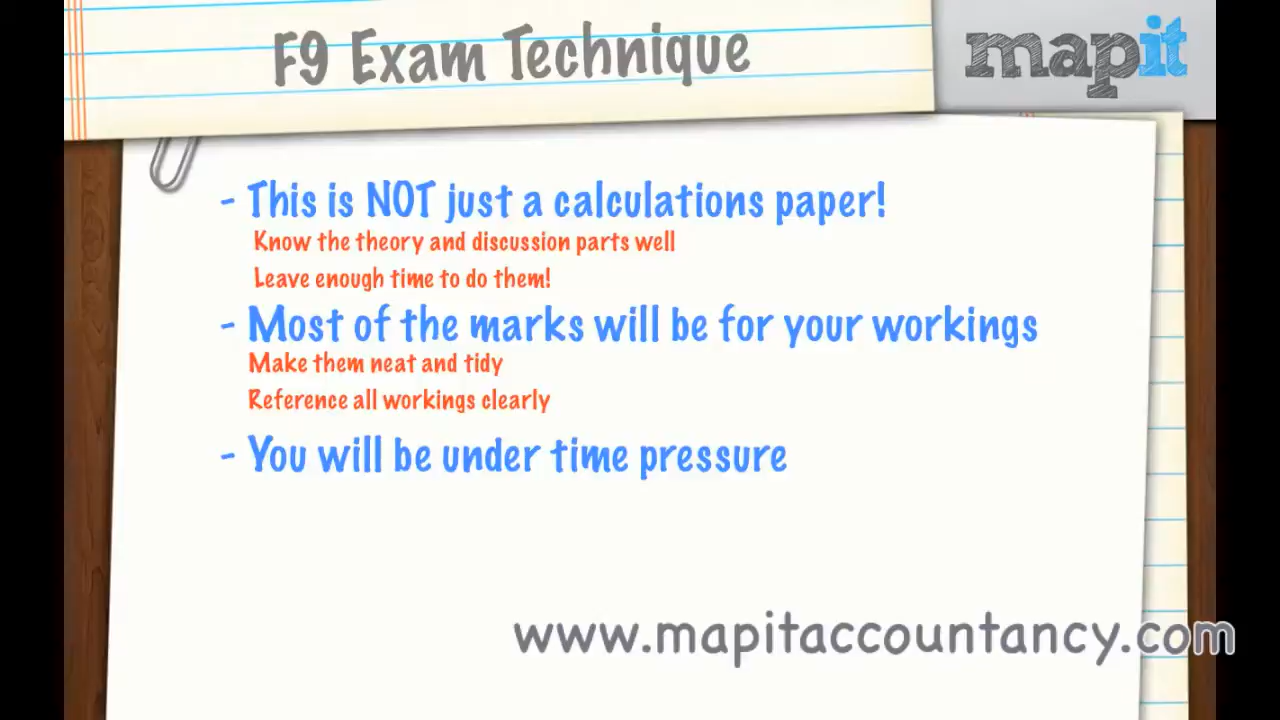 F9 Exam Technique
mapit
- This is NOT just a calculations paper!
Know the theory and discussion parts well
Leave enough time to do them!
- Most of the marks will be for your workings
Make them neat and tidy
Reference all workings clearly
- You will be under time pressure
www.mapitaccountancy.com